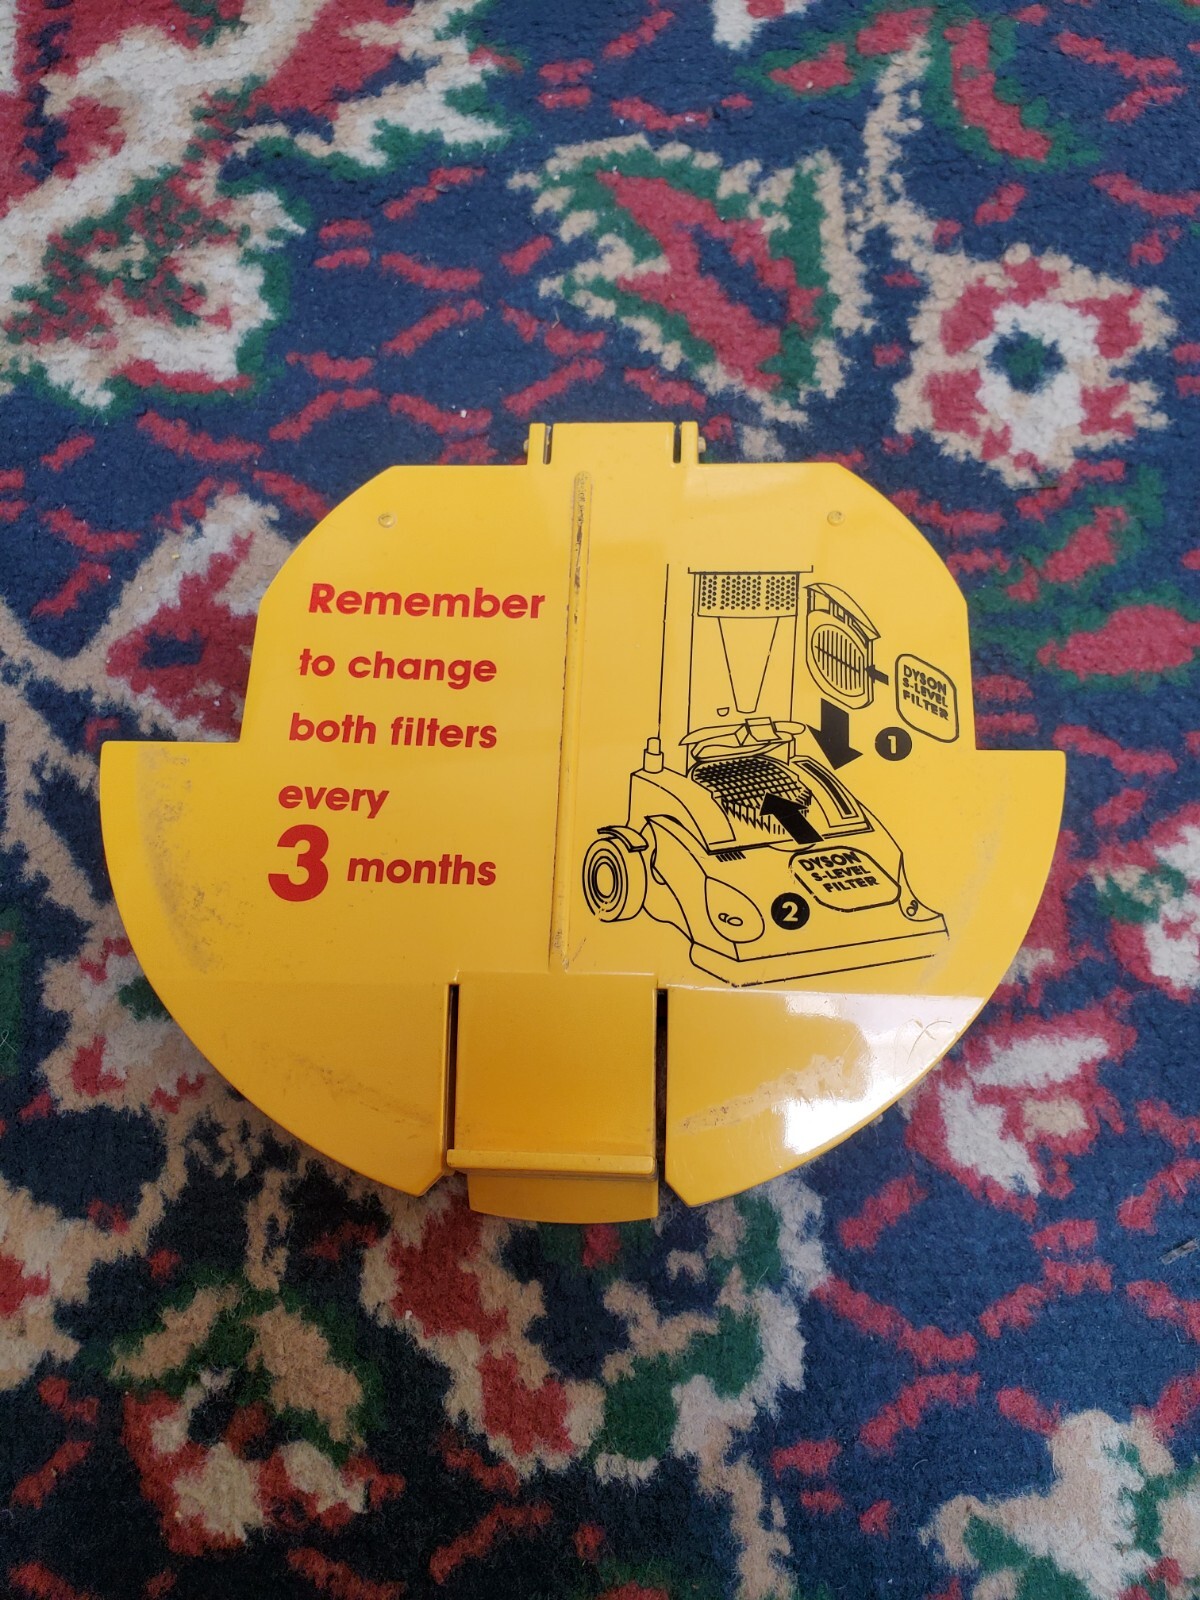 Remember
to change
both filters
every
3 months
DYSON
S-LEVEL
FILTER
1
DYSON
S-LEVEL
FILTER
2